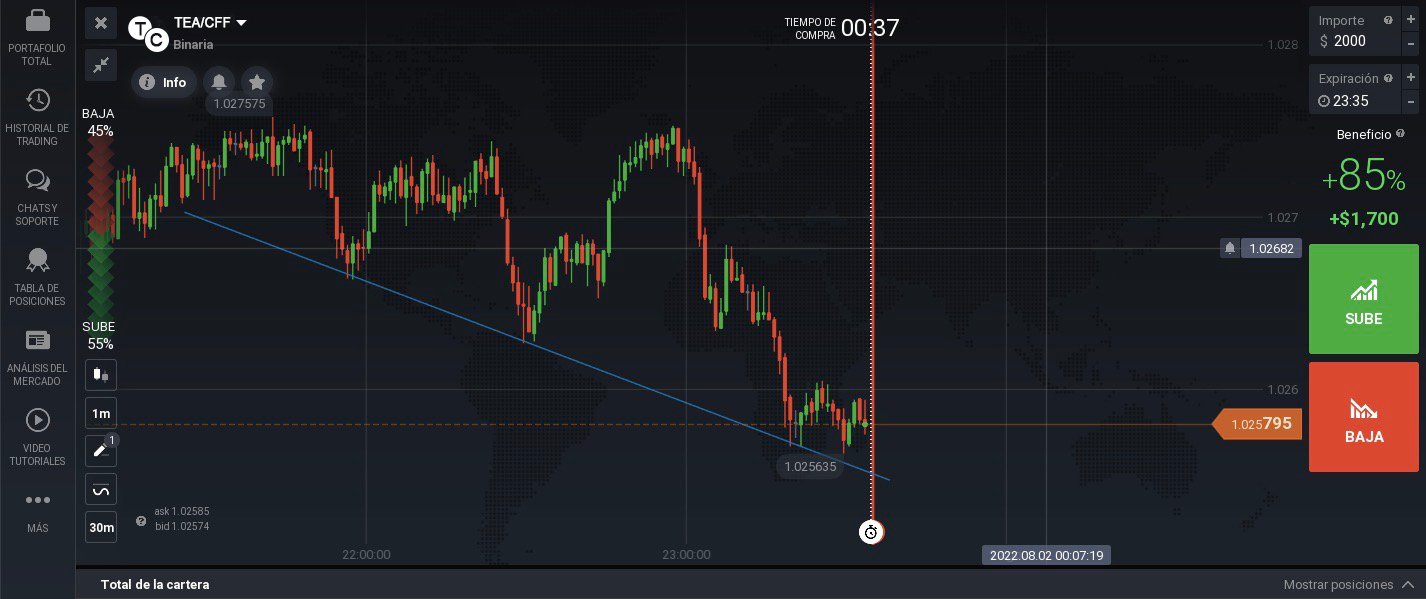 PORTAFOLIO
TOTAL
HISTORIAL DE
TRADING
CHATS Y
SOPORTE
TABLA DE
POSICIONES
ANÁLISIS DEL
MERCADO
VIDEO
TUTORIALES
MÁS
T
C
TEA/CFF
Binaria
i Info
1.027575
BAJA
45%
SUBE
55%
1m
1
30m
? ask 1.02585
bid 1.02574
TIEMPO DE
COMPRA
00:37
1.028
1.027
1.02682
1.026
1.025795
1.025635
22:00:00
23:00:00
2022.08.02 00:07:19
Importe ? +
$ 2000 -
Expiración ? +
23:35 -
Beneficio ?
+85%
+$1,700
SUBE
BAJA
Total de la cartera
Mostrar posiciones